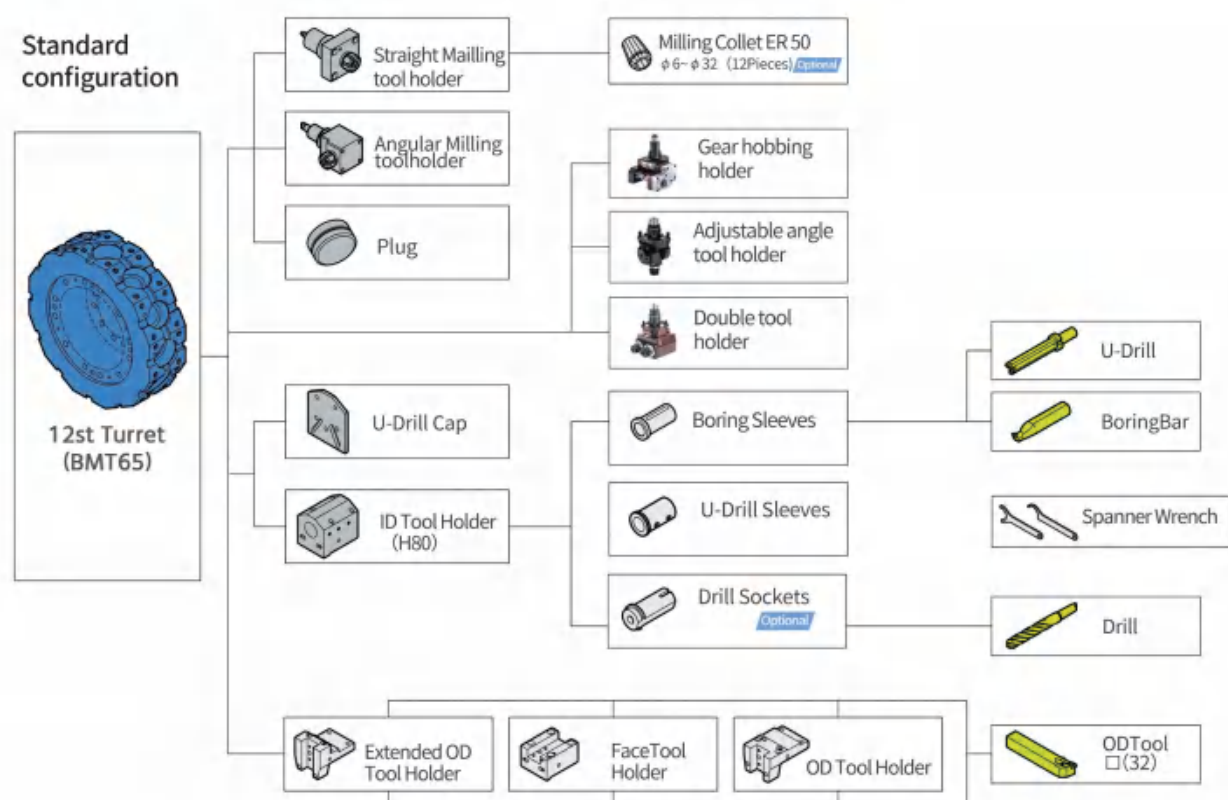 Standard
configuration
12st Turret
(BMT65)
Straight Mailling
tool holder
Angular Milling
toolholder
Plug
U-Drill Cap
ID Tool Holder
(H80)
Milling Collet ER 50
ϕ6~ϕ32 (12Pieces) Optional
Gear hobbing
holder
Adjustable angle
tool holder
Double tool
holder
Boring Sleeves
U-Drill Sleeves
Drill Sockets
Optional
U-Drill
BoringBar
Spanner Wrench
Drill
Extended OD
Tool Holder
FaceTool
Holder
OD Tool Holder
ODTool
□(32)